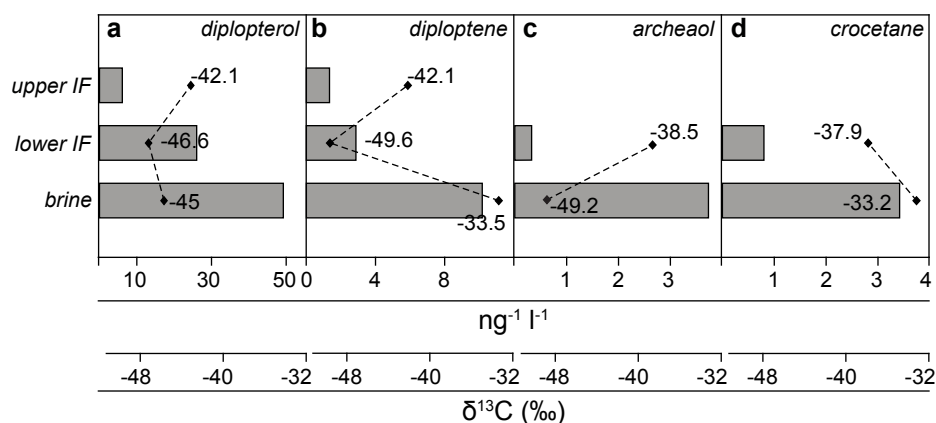 a diplopterol b diploptene c archeaol d crocetane
upper IF -42.1 -42.1
lower IF -46.6 -49.6 -38.5 -37.9
brine -45 -33.5 -49.2 -33.2
10 30 50 0 4 8 1 2 3 1 2 3 4
ng⁻¹ l⁻¹
-48 -40 -32 -48 -40 -32 -48 -40 -32 -48 -40 -32
δ¹³C (‰)